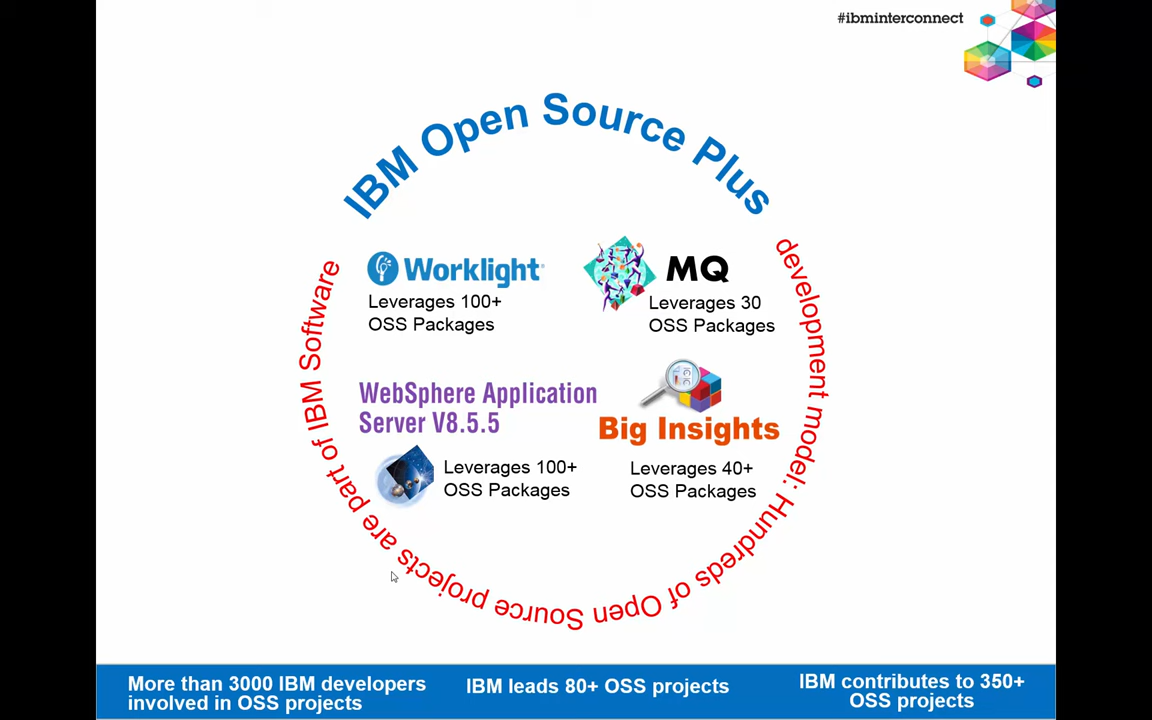 #ibminterconnect
IBM Open Source Plus
development model: Hundreds of Open Source projects are part of IBM Software
Worklight
Leverages 100+
OSS Packages
MQ
Leverages 30
OSS Packages
WebSphere Application
Server V8.5.5
Leverages 100+
OSS Packages
Big Insights
Leverages 40+
OSS Packages
More than 3000 IBM developers
involved in OSS projects
IBM leads 80+ OSS projects
IBM contributes to 350+
OSS projects